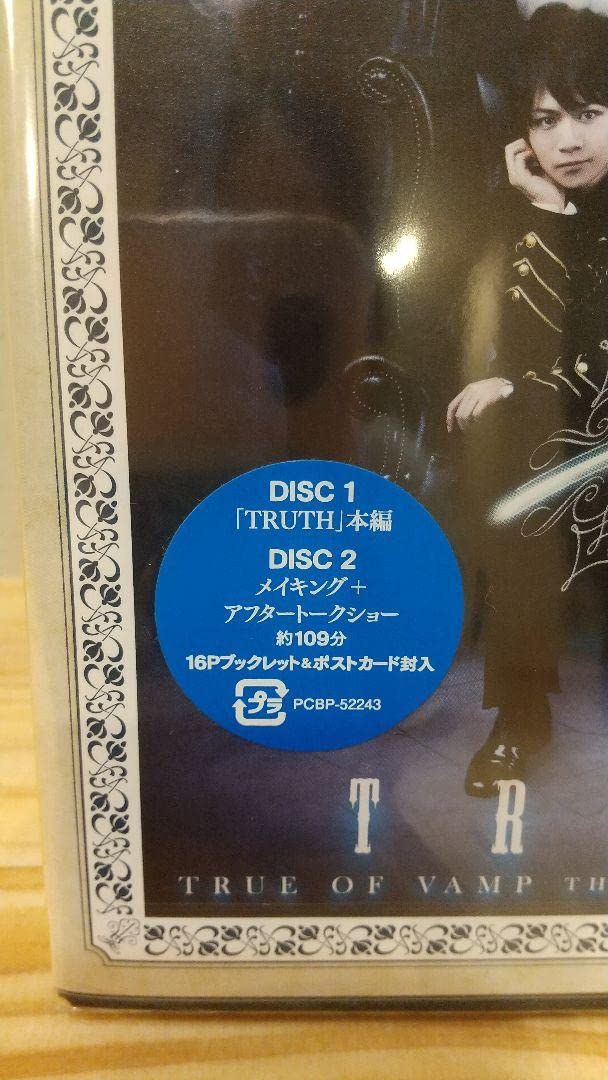 DISC 1
「TRUTH」本編
DISC 2
メイキング＋
アフタートークショー
約109分
16Pブックレット&ポストカード封入
プラ PCBP-52243
T R
TRUE OF VAMP TH